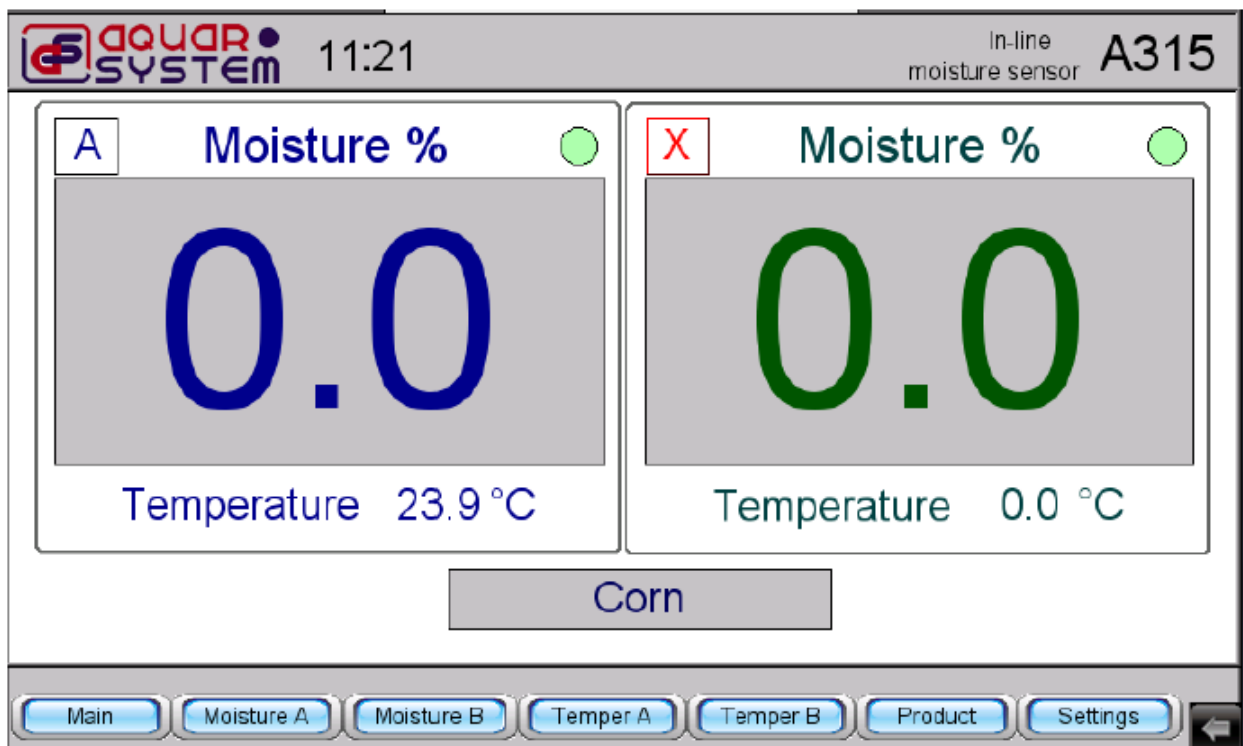 AQUAR
SYSTEM
11:21
In-line
moisture sensor
A315
A
Moisture %
0.0
Temperature 23.9 °C
X
Moisture %
0.0
Temperature 0.0 °C
Corn
Main
Moisture A
Moisture B
Temper A
Temper B
Product
Settings